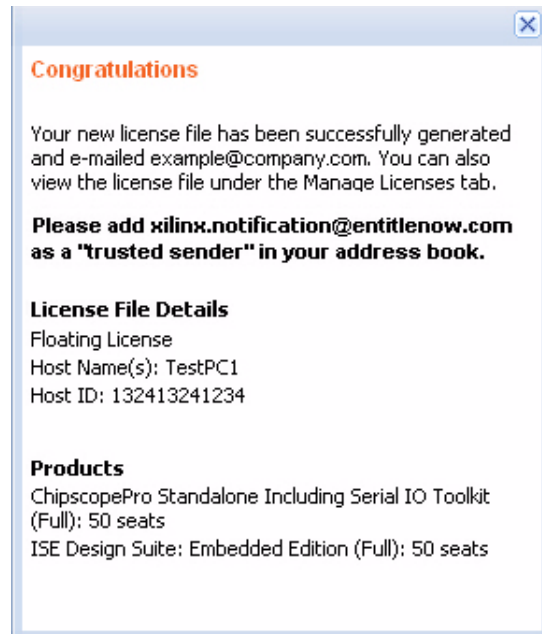 Congratulations
Your new license file has been successfully generated
and e-mailed example@company.com. You can also
view the license file under the Manage Licenses tab.
Please add xilinx.notification@entitlenow.com
as a "trusted sender" in your address book.
License File Details
Floating License
Host Name(s): TestPC1
Host ID: 132413241234
Products
ChipscopePro Standalone Including Serial IO Toolkit
(Full): 50 seats
ISE Design Suite: Embedded Edition (Full): 50 seats